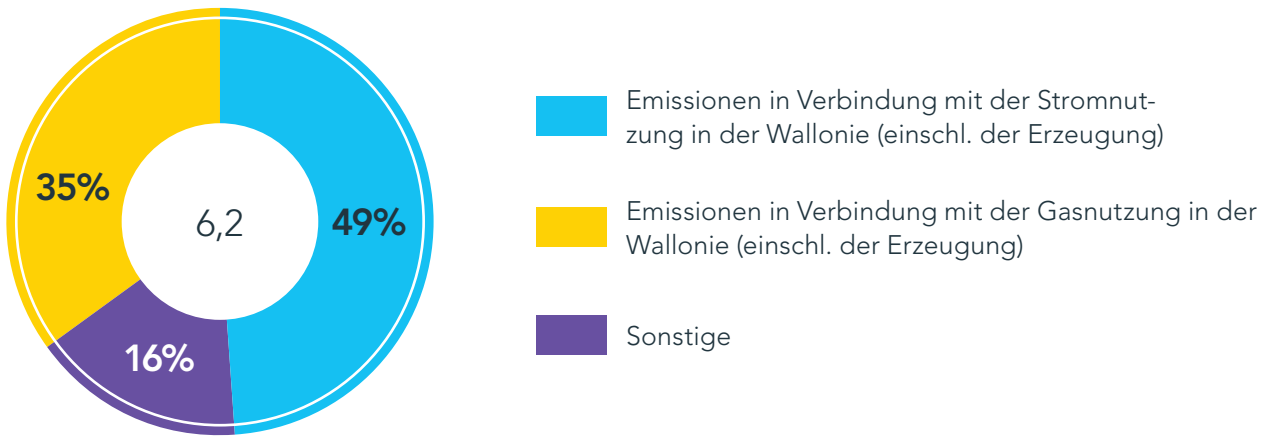 35%
6,2
49%
16%
Emissionen in Verbindung mit der Stromnut-
zung in der Wallonie (einschl. der Erzeugung)
Emissionen in Verbindung mit der Gasnutzung in der
Wallonie (einschl. der Erzeugung)
Sonstige